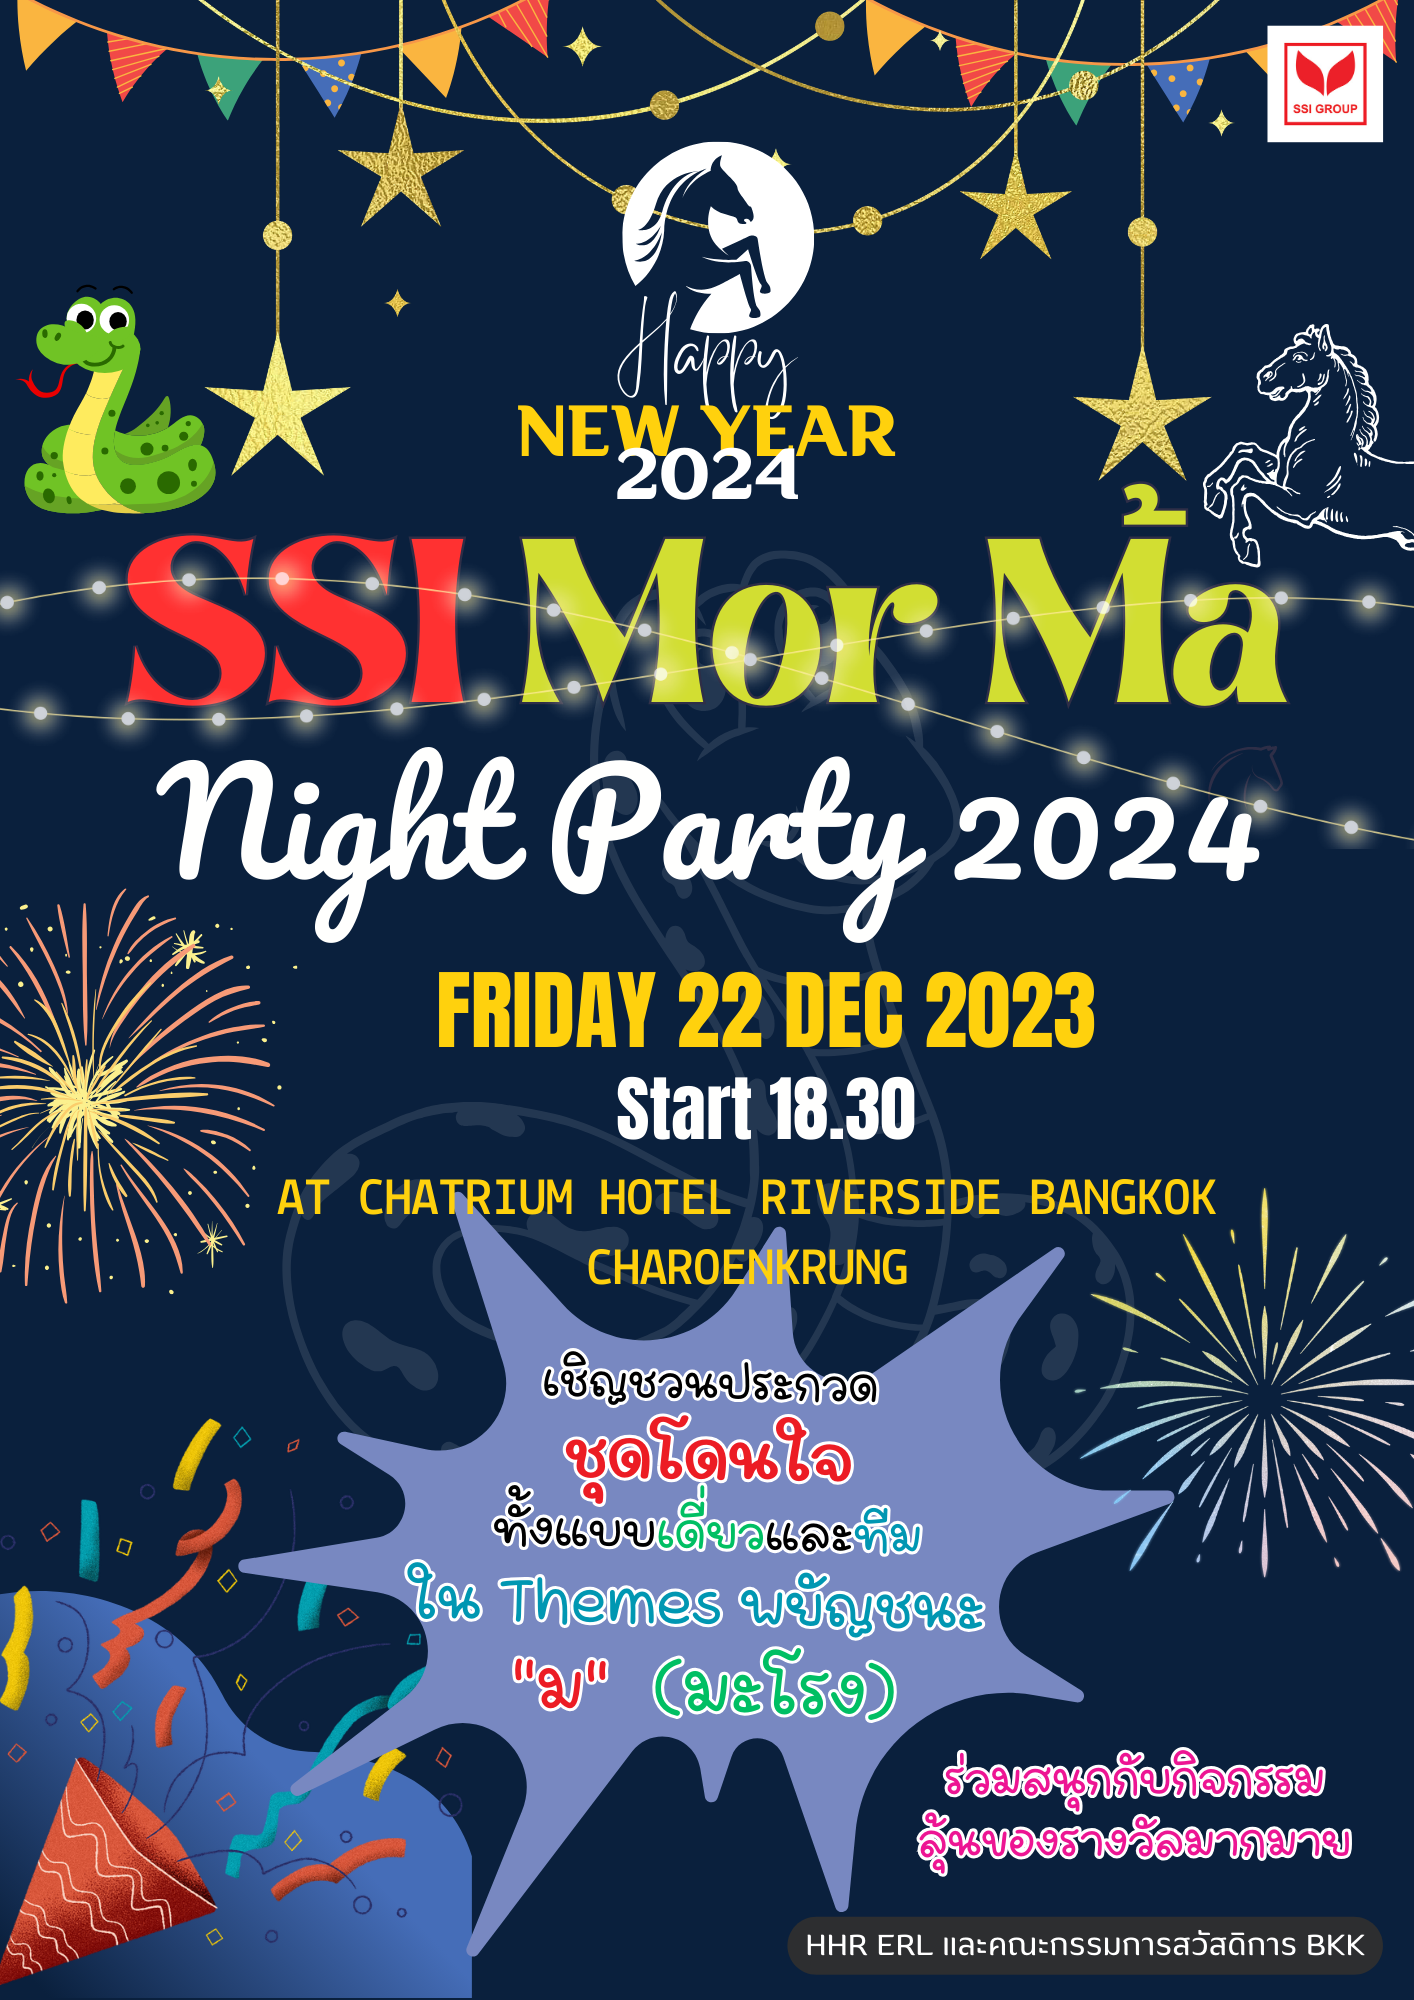 SSI GROUP
Happy
NEW YEAR
2024
SSI Mor Mả
Night Party 2024
FRIDAY 22 DEC 2023
Start 18.30
AT CHATRIUM HOTEL RIVERSIDE BANGKOK
CHAROENKRUNG
เชิญชวนประกวด
ชุดโดนใจ
ทั้งแบบเดี่ยวและทีม
ใน Themes พยัญชนะ
"ม" (มะโรง)
ร่วมสนุกกับกิจกรรม
ลุ้นของรางวัลมากมาย
HHR ERL และคณะกรรมการสวัสดิการ BKK